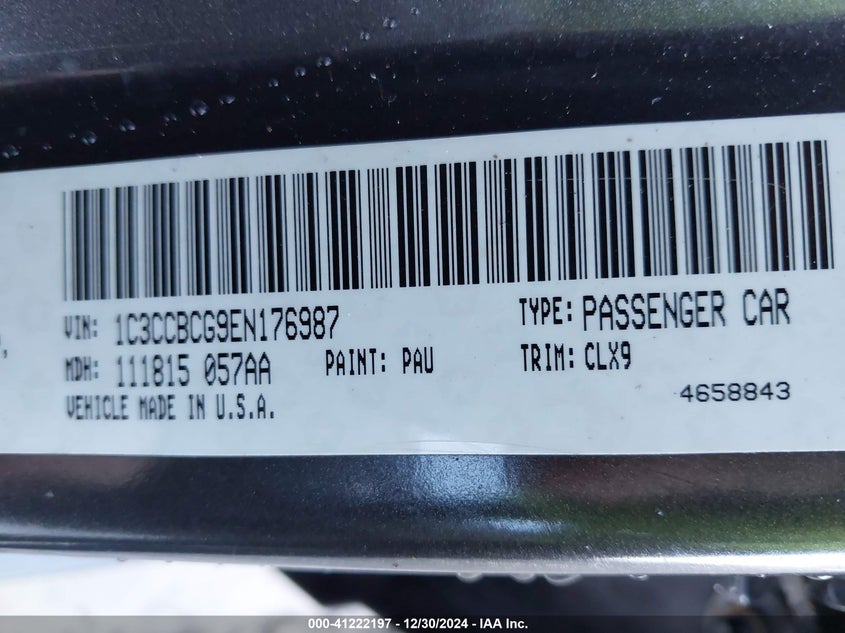 VIN: 1C3CCBCG9EN176987
TYPE: PASSENGER CAR
MDH: 111815 057AA
PAINT: PAU
TRIM: CLX9
VEHICLE MADE IN U.S.A.
4658843
000-41222197 - 12/30/2024 - IAA Inc.